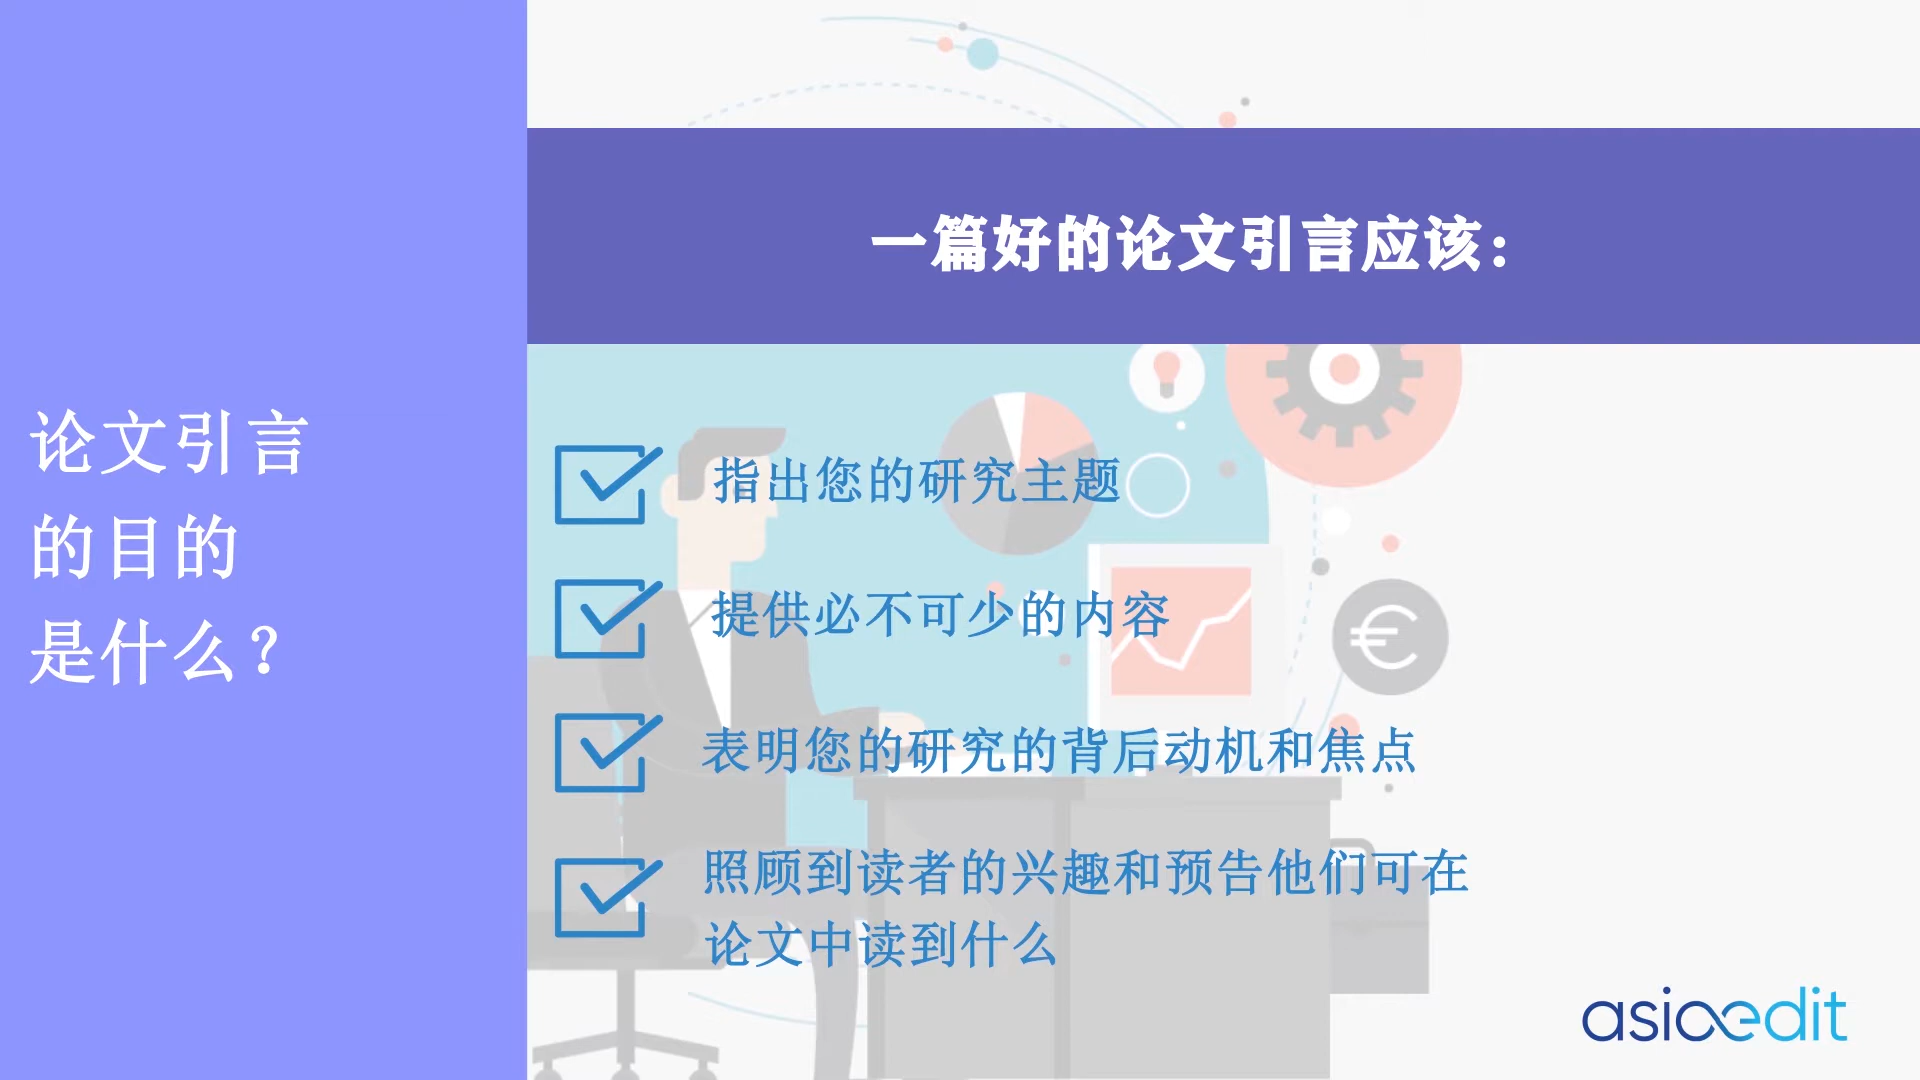 论文引言
的目的
是什么？
一篇好的论文引言应该：
指出您的研究主题
提供必不可少的内容
表明您的研究的背后动机和焦点
照顾到读者的兴趣和预告他们可在
论文中读到什么
asiaedit